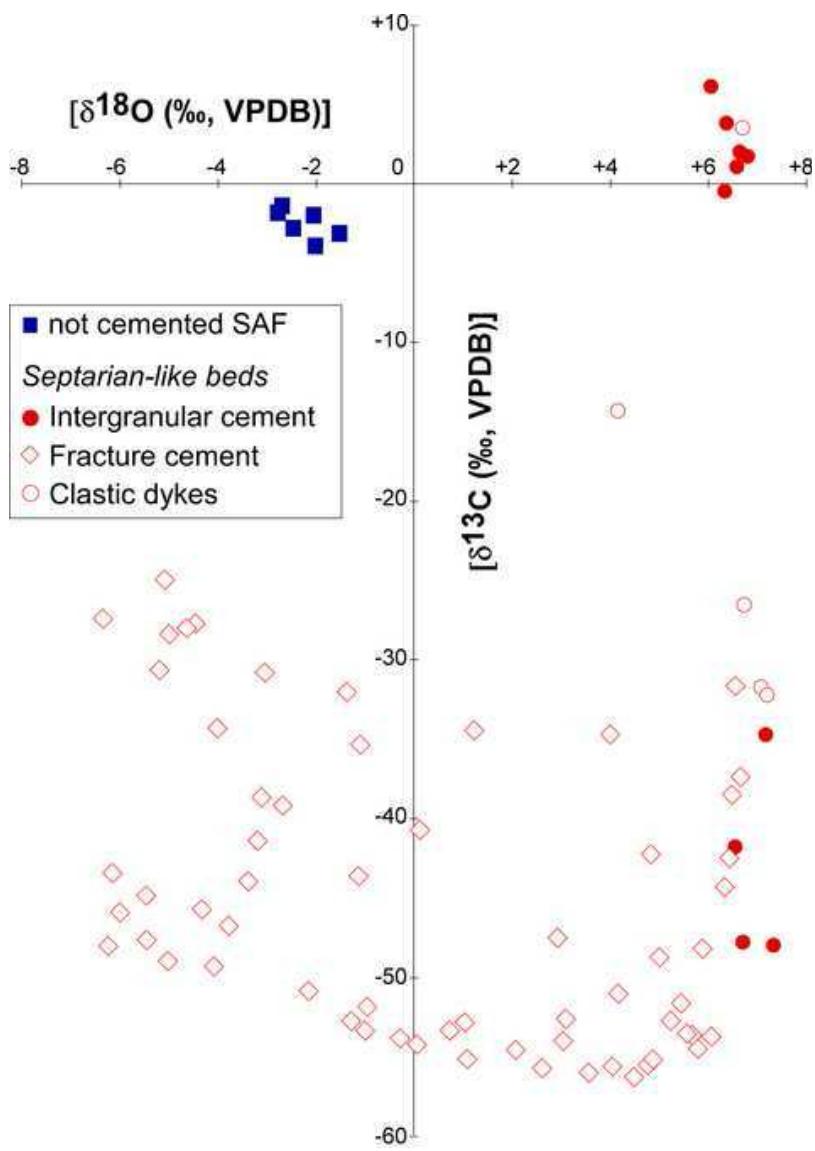 +10
[δ18O (‰, VPDB)]
-8 -6 -4 -2 0 +2 +4 +6 +8
not cemented SAF
Septarian-like beds
Intergranular cement
Fracture cement
Clastic dykes
-10
[δ13C (‰, VPDB)]
-20
-30
-40
-50
-60